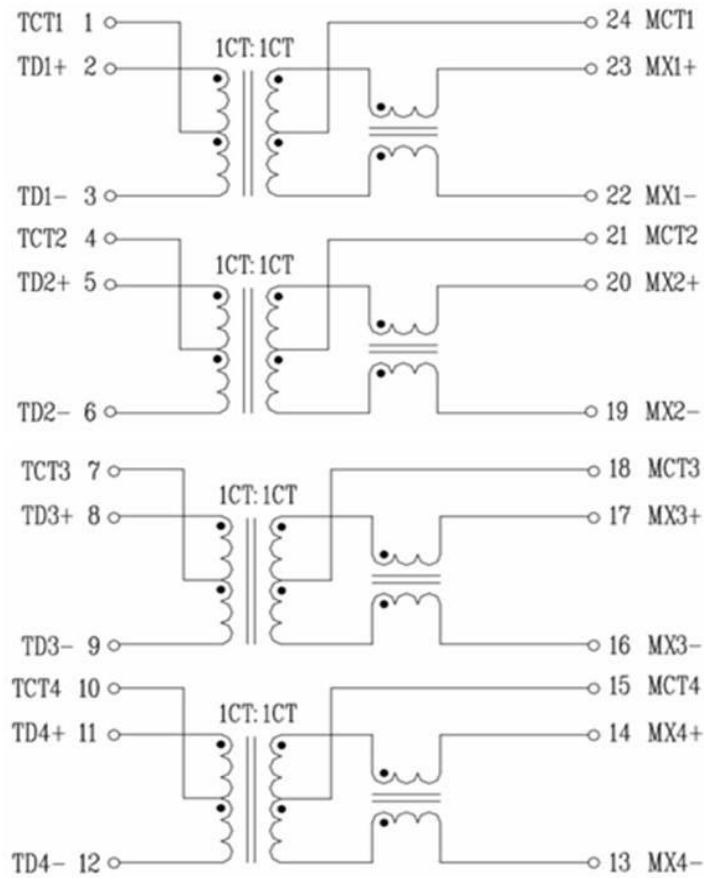 TCT1 1 24 MCT1
1CT:1CT
TD1+ 2 23 MX1+
TD1- 3 22 MX1-
TCT2 4 21 MCT2
1CT:1CT
TD2+ 5 20 MX2+
TD2- 6 19 MX2-
TCT3 7 18 MCT3
1CT:1CT
TD3+ 8 17 MX3+
TD3- 9 16 MX3-
TCT4 10 15 MCT4
1CT:1CT
TD4+ 11 14 MX4+
TD4- 12 13 MX4-